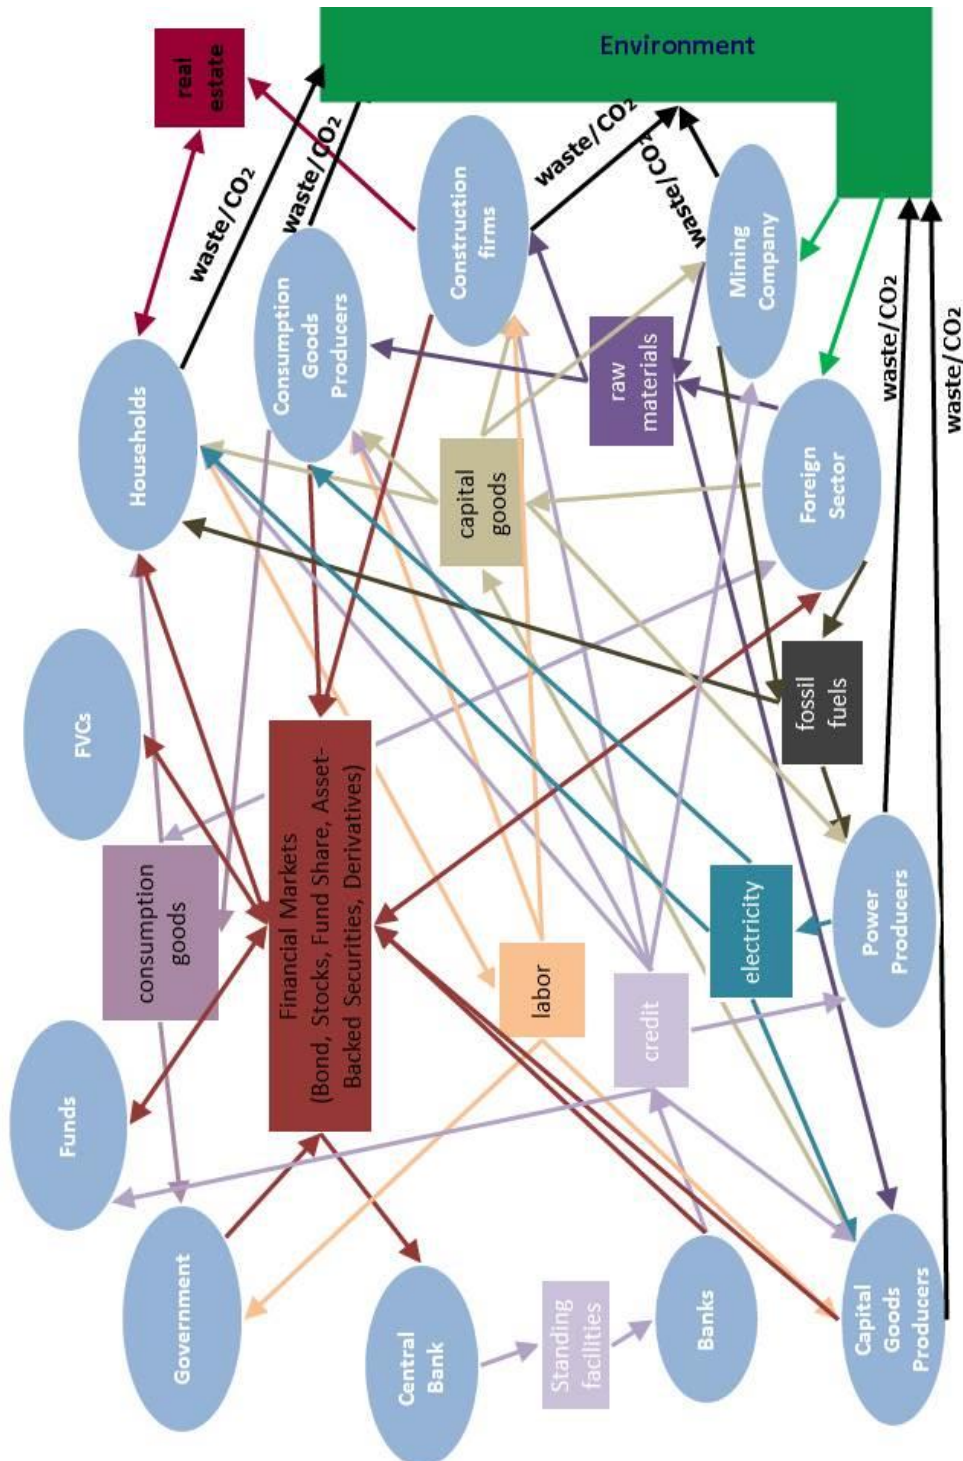 Environment
real
estate
waste/CO₂
waste/CO₂
waste/CO₂
waste/CO₂
waste/CO₂
waste/CO₂
Households
Consumption
Goods
Producers
Construction
firms
Mining
Company
raw
materials
capital
goods
Foreign
Sector
fossil
fuels
FVCs
consumption
goods
Financial Markets
(Bond, Stocks, Fund Share, Asset-
Backed Securities, Derivatives)
labor
credit
electricity
Power
Producers
Funds
Government
Central
Bank
Standing
facilities
Banks
Capital
Goods
Producers